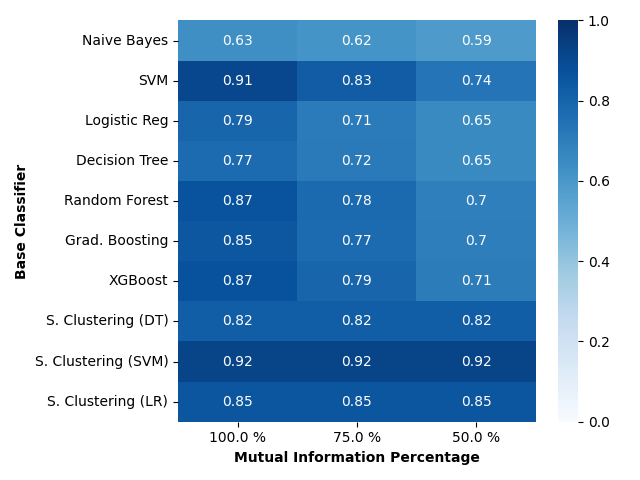 Base Classifier
Naive Bayes 0.63 0.62 0.59
SVM 0.91 0.83 0.74
Logistic Reg 0.79 0.71 0.65
Decision Tree 0.77 0.72 0.65
Random Forest 0.87 0.78 0.7
Grad. Boosting 0.85 0.77 0.7
XGBoost 0.87 0.79 0.71
S. Clustering (DT) 0.82 0.82 0.82
S. Clustering (SVM) 0.92 0.92 0.92
S. Clustering (LR) 0.85 0.85 0.85
100.0 % 75.0 % 50.0 %
Mutual Information Percentage
1.0
0.8
0.6
0.4
0.2
0.0